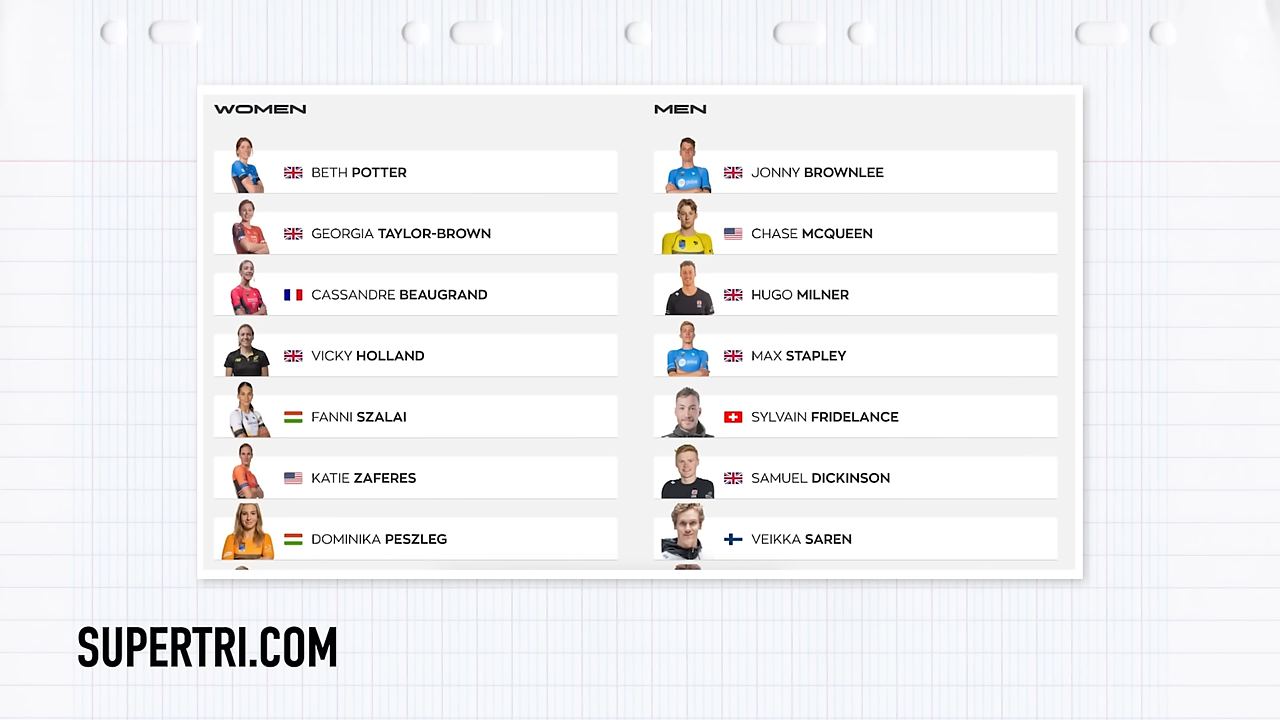 WOMEN
BETH POTTER
GEORGIA TAYLOR-BROWN
CASSANDRE BEAUGRAND
VICKY HOLLAND
FANNI SZALAI
KATIE ZAFERES
DOMINIKA PESZLEG
MEN
JONNY BROWNLEE
CHASE MCQUEEN
HUGO MILNER
MAX STAPLEY
SYLVAIN FRIDELANCE
SAMUEL DICKINSON
VEIKKA SAREN
SUPERTRI.COM